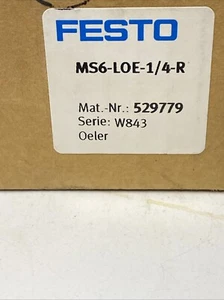 FESTO
MS6-LOE-1/4-R
Mat.-Nr.: 529779
Serie: W843
Oeler